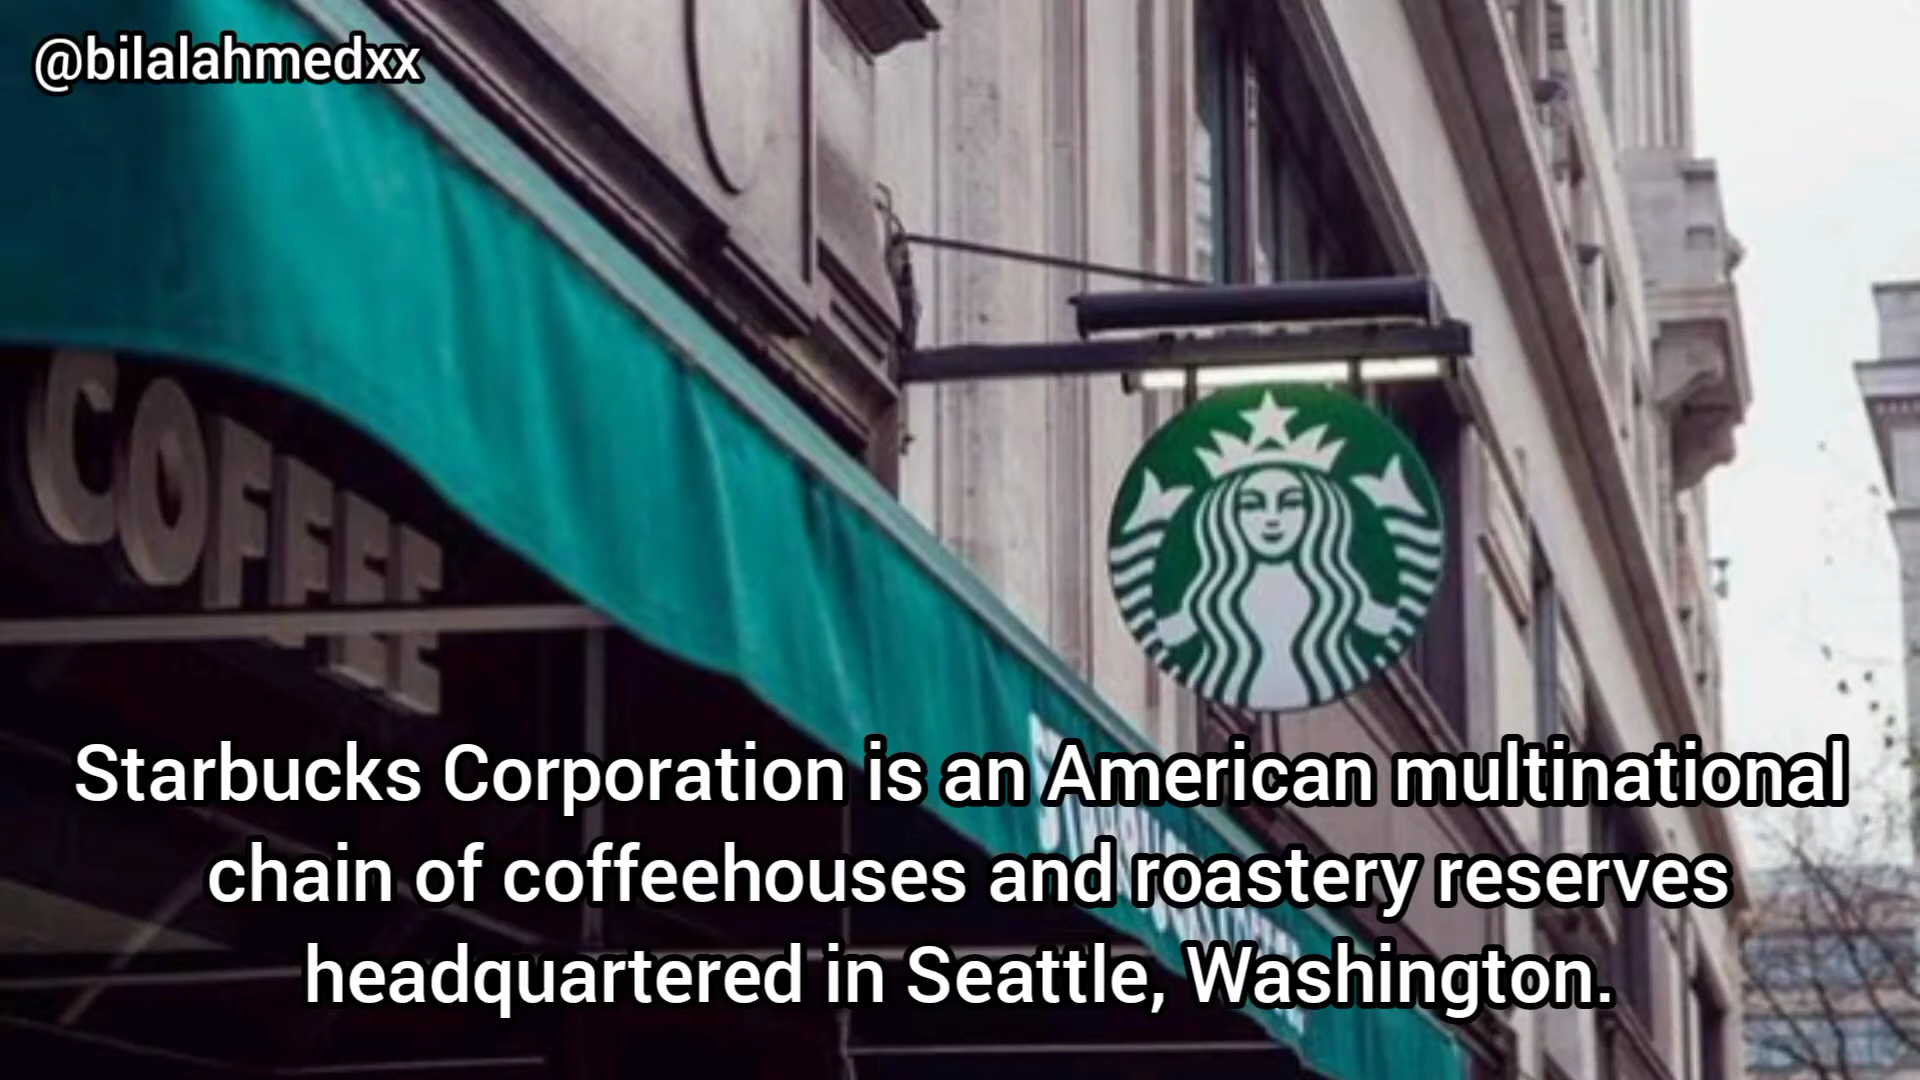 @bilalahmedxx
COFFEE
Starbucks Corporation is an American multinational
chain of coffeehouses and roastery reserves
headquartered in Seattle, Washington.